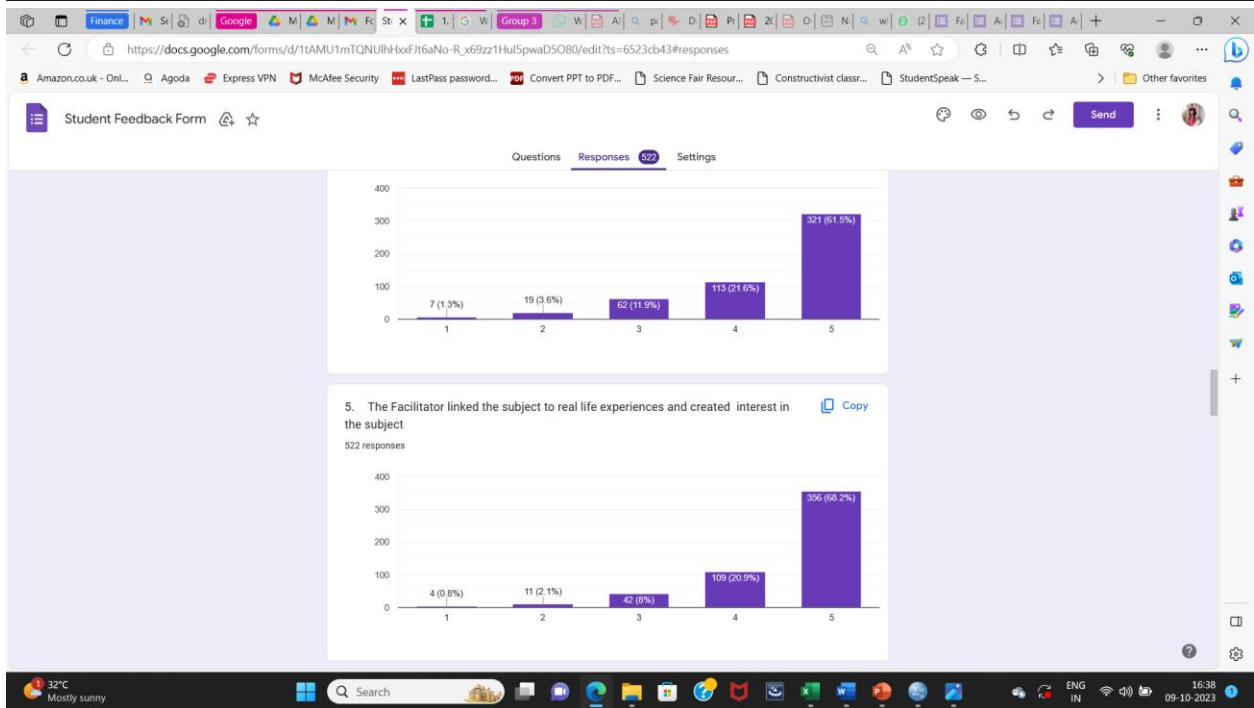 Finance
Google
Group 3
https://docs.google.com/forms/d/1tAMU1mTQNUlhHxxFJt6aNo-R_x69zz1HuI5pwaD5O80/edit?ts=6523cb43#responses
Amazon.co.uk - Onl... Agoda Express VPN McAfee Security LastPass password... Convert PPT to PDF... Science Fair Resour... Constructivist classr... StudentSpeak — S... Other favorites
Student Feedback Form
Send
Questions Responses 522 Settings
400
300
200
100
0
7 (1.3%) 19 (3.6%) 62 (11.9%) 113 (21.6%) 321 (61.5%)
1 2 3 4 5
5. The Facilitator linked the subject to real life experiences and created interest in
the subject
Copy
522 responses
400
300
200
100
0
4 (0.8%) 11 (2.1%) 42 (8%) 109 (20.9%) 356 (68.2%)
1 2 3 4 5
32°C
Mostly sunny
Search
ENG
IN
16:38
09-10-2023